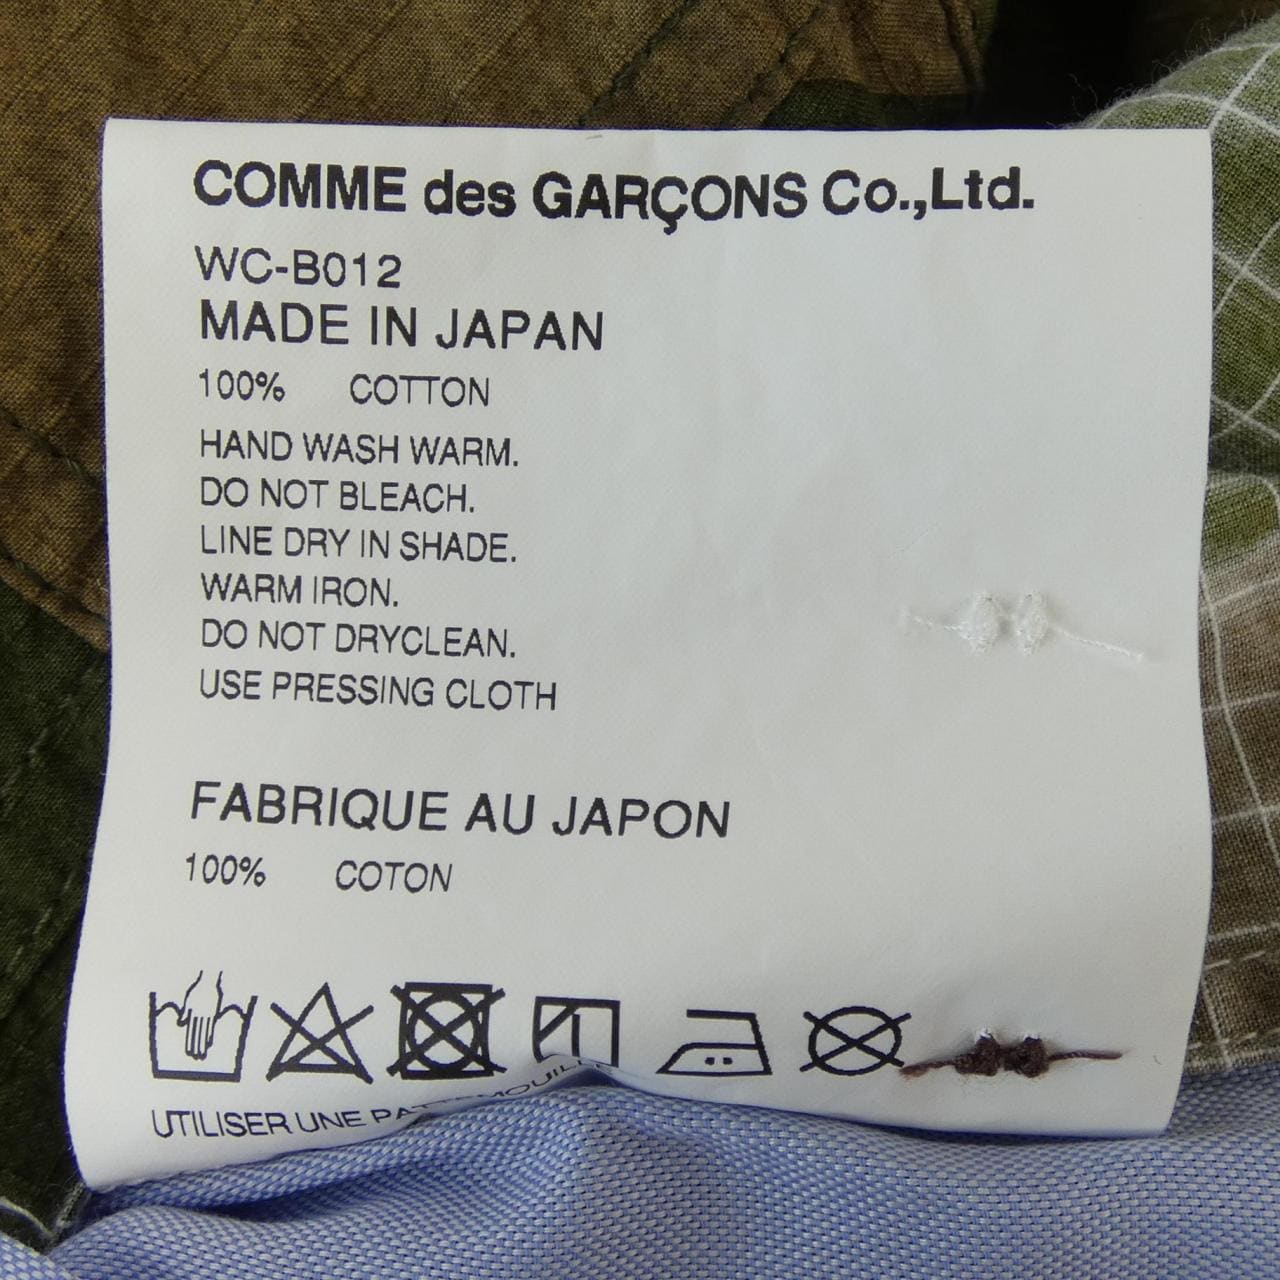 COMME des GARÇONS Co.,Ltd.
WC-B012
MADE IN JAPAN
100% COTTON
HAND WASH WARM.
DO NOT BLEACH.
LINE DRY IN SHADE.
WARM IRON.
DO NOT DRYCLEAN.
USE PRESSING CLOTH
FABRIQUE AU JAPON
100% COTON
UTILISER UNE